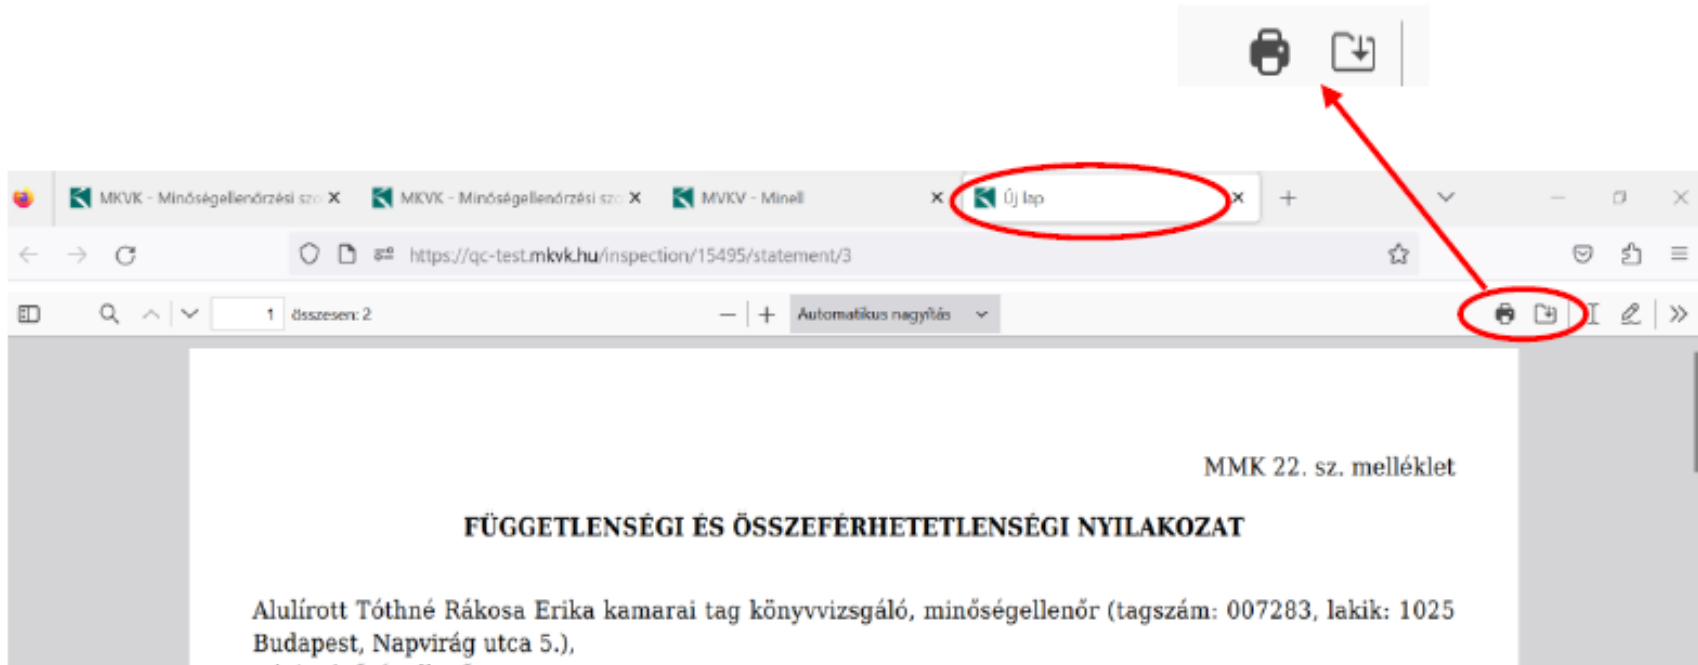 MKVK - Minőségellenőrzési szo
MKVK - Minőségellenőrzési szo
MVKV - Minell
Új lap
https://qc-test.mkvk.hu/inspection/15495/statement/3
1 összesen: 2
Automatikus nagyítás
MMK 22. sz. melléklet
FÜGGETLENSÉGI ÉS ÖSSZEFÉRHETETLENSÉGI NYILAKOZAT
Alulírott Tóthné Rákosa Erika kamarai tag könyvvizsgáló, minőségellenőr (tagszám: 007283, lakik: 1025
Budapest, Napvirág utca 5.),